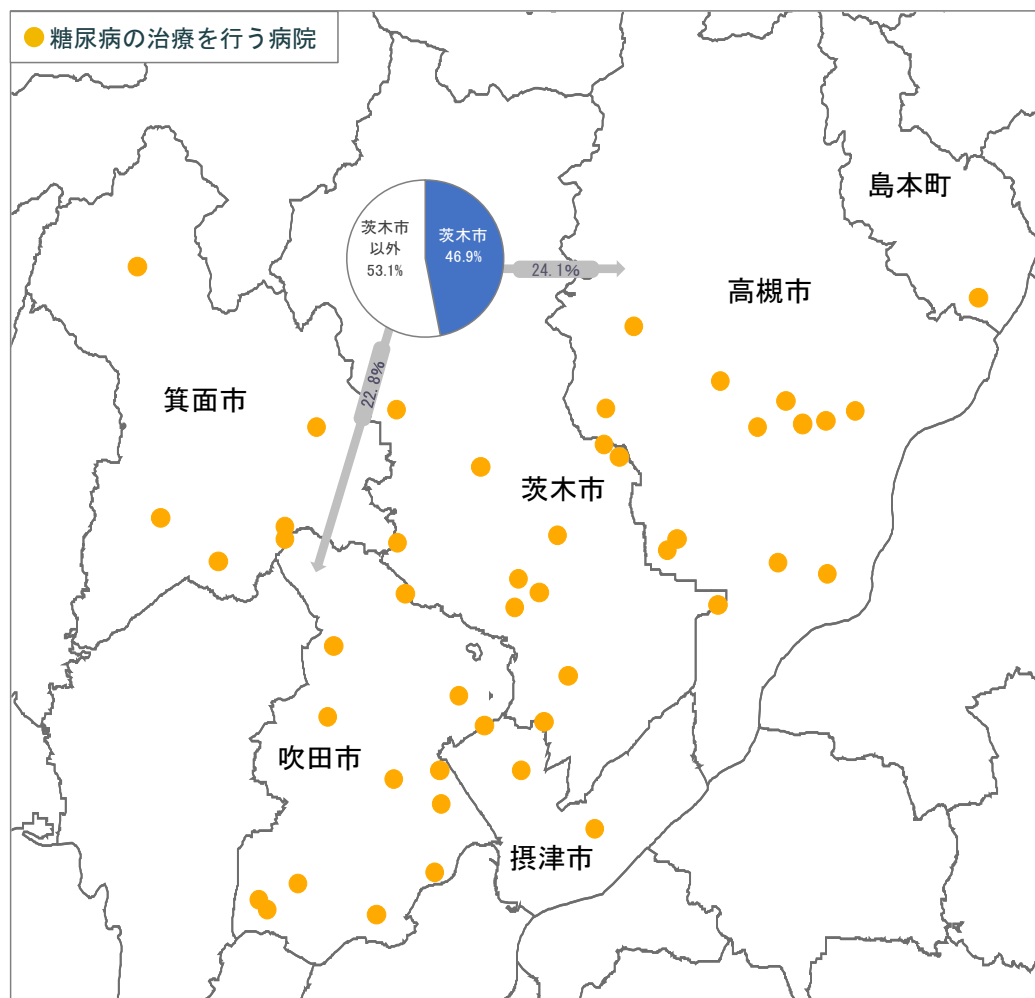 糖尿病の治療を行う病院
島本町
茨木市
以外
53.1%
茨木市
46.9%
24.1%
高槻市
22.8%
箕面市
茨木市
吹田市
摂津市